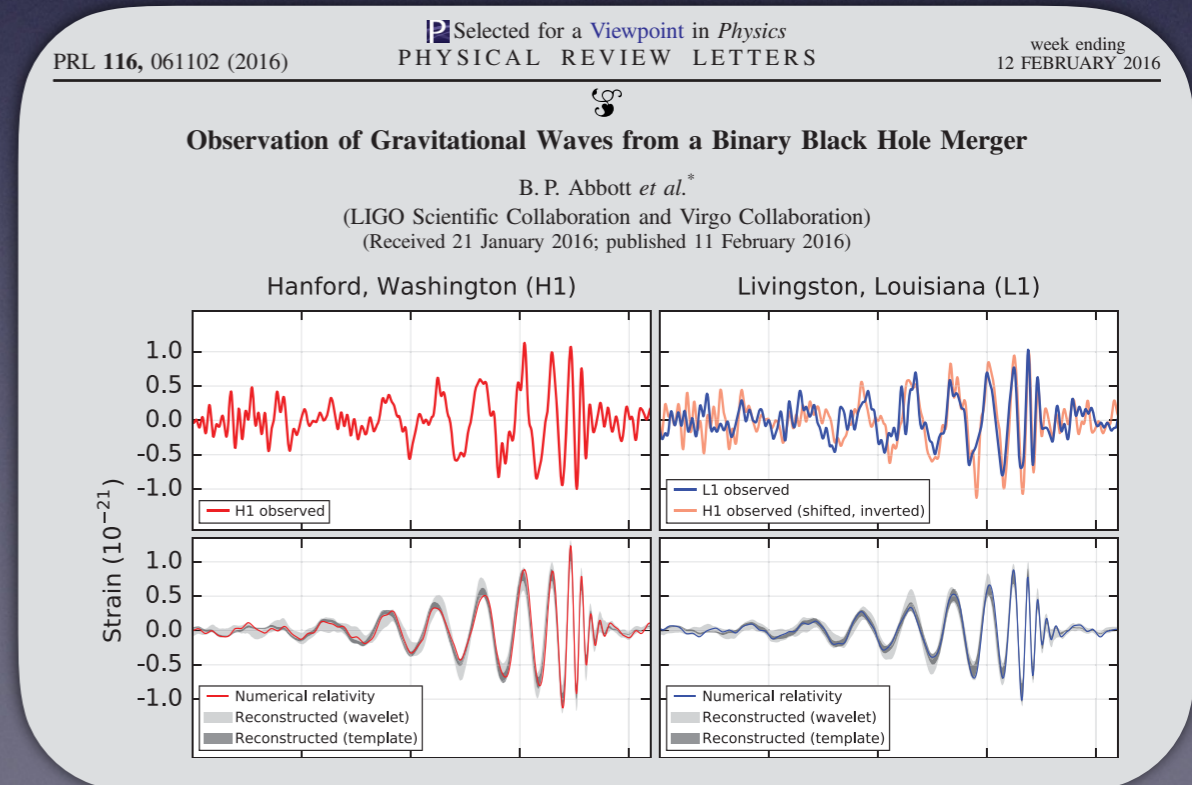 Selected for a Viewpoint in Physics
PRL 116, 061102 (2016)
PHYSICAL REVIEW LETTERS
week ending
12 FEBRUARY 2016
Observation of Gravitational Waves from a Binary Black Hole Merger
B. P. Abbott et al.*
(LIGO Scientific Collaboration and Virgo Collaboration)
(Received 21 January 2016; published 11 February 2016)
Hanford, Washington (H1)
Livingston, Louisiana (L1)
Strain (10⁻²¹)
1.0
0.5
0.0
-0.5
-1.0
H1 observed
L1 observed
H1 observed (shifted, inverted)
1.0
0.5
0.0
-0.5
-1.0
Numerical relativity
Reconstructed (wavelet)
Reconstructed (template)
Numerical relativity
Reconstructed (wavelet)
Reconstructed (template)